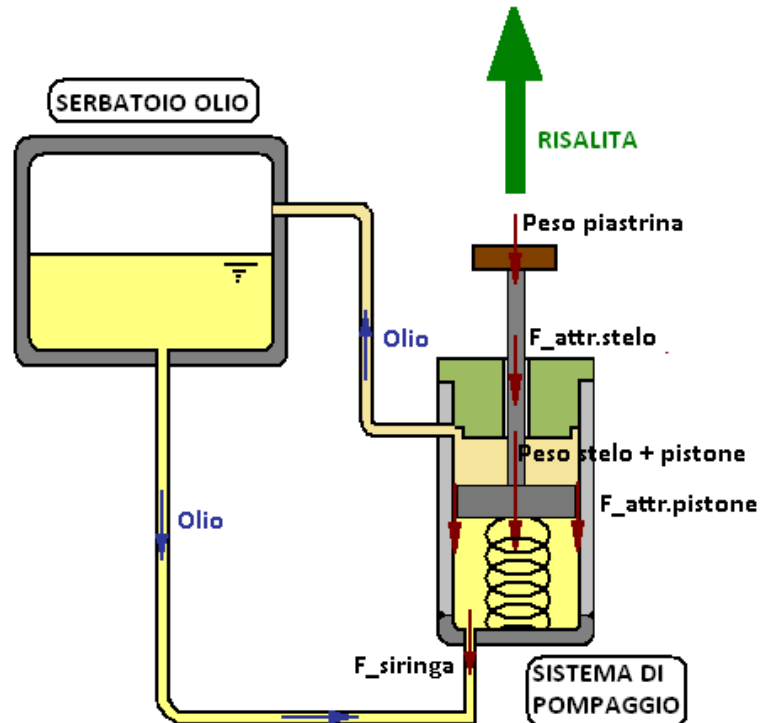 SERBATOIO OLIO
RISALITA
Peso piastrina
F_attr.stelo
Olio
Peso stelo + pistone
F_attr.pistone
Olio
F_siringa
SISTEMA DI
POMPAGGIO